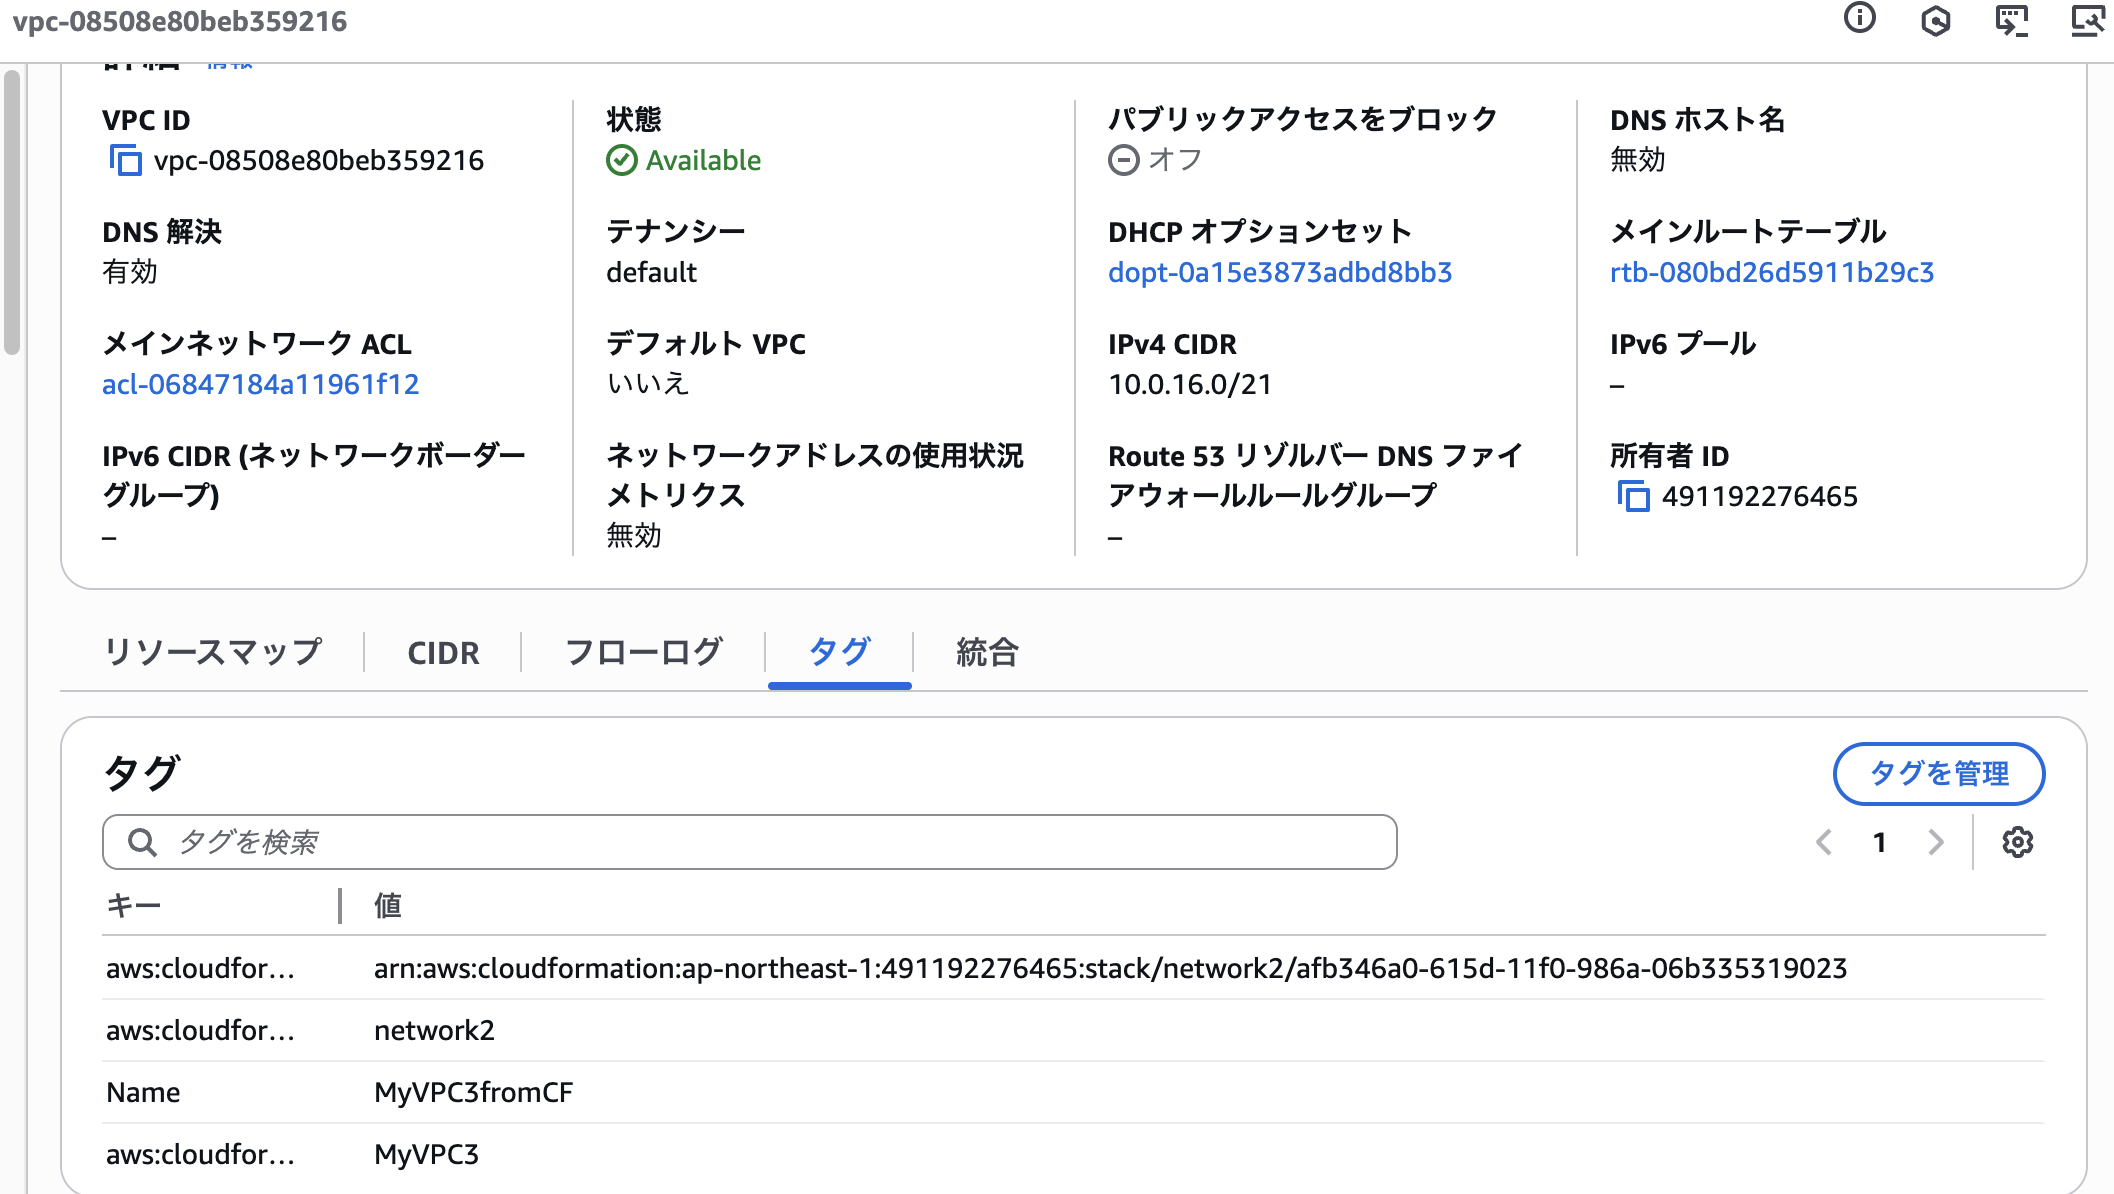 vpc-08508e80beb359216
詳細 情報
VPC ID
vpc-08508e80beb359216
状態
Available
パブリックアクセスをブロック
オフ
DNS ホスト名
無効
DNS 解決
有効
テナンシー
default
DHCP オプションセット
dopt-0a15e3873adbd8bb3
メインルートテーブル
rtb-080bd26d5911b29c3
メインネットワーク ACL
acl-06847184a11961f12
デフォルト VPC
いいえ
IPv4 CIDR
10.0.16.0/21
IPv6 プール
–
IPv6 CIDR (ネットワークボーダー
グループ)
–
ネットワークアドレスの使用状況
メトリクス
無効
Route 53 リゾルバー DNS ファイ
アウォールルールグループ
–
所有者 ID
491192276465
リソースマップ
CIDR
フローログ
タグ
統合
タグ
タグを管理
タグを検索
1
キー
値
aws:cloudfor...
arn:aws:cloudformation:ap-northeast-1:491192276465:stack/network2/afb346a0-615d-11f0-986a-06b335319023
aws:cloudfor...
network2
Name
MyVPC3fromCF
aws:cloudfor...
MyVPC3